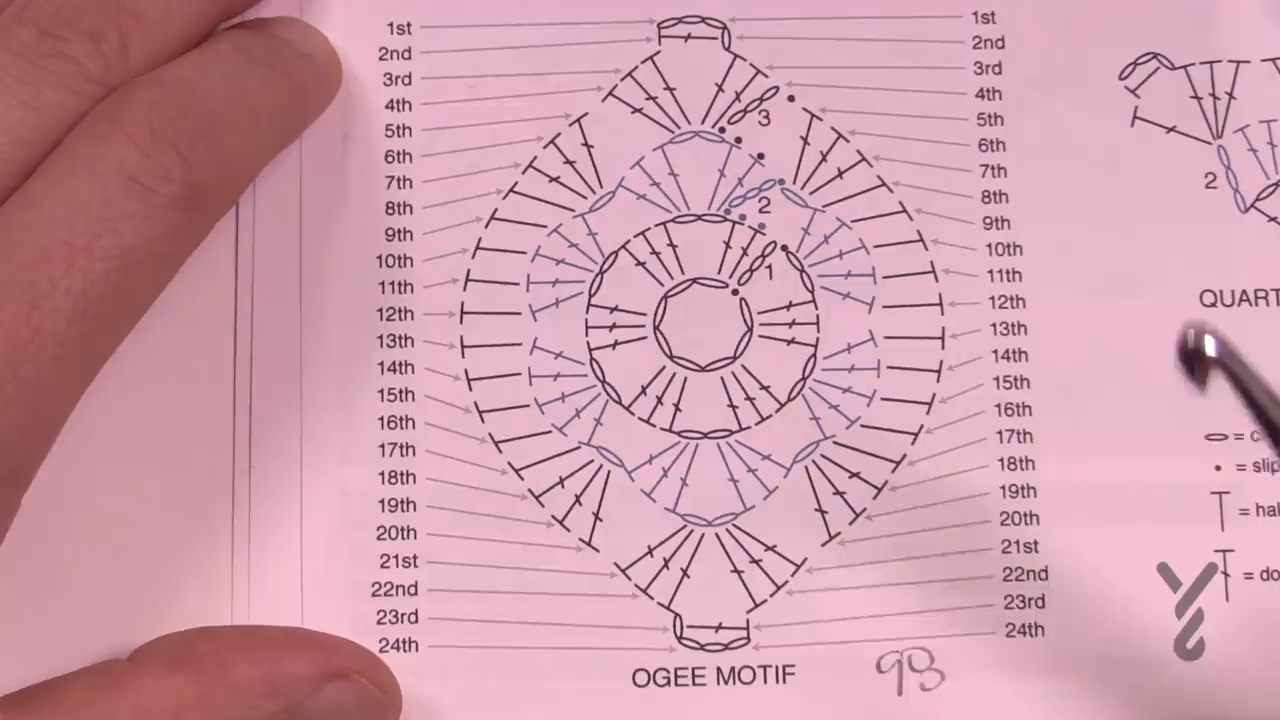 1st 1st
2nd 2nd
3rd 3rd
4th 4th
5th 5th
6th 6th
7th 7th
8th 8th
9th 9th
10th 10th
11th 11th
12th 12th
13th 13th
14th 14th
15th 15th
16th 16th
17th 17th
18th 18th
19th 19th
20th 20th
21st 21st
22nd 22nd
23rd 23rd
24th 24th
3
2
1
OGEE MOTIF
2
QUART
= c
= slip
= hal
= do